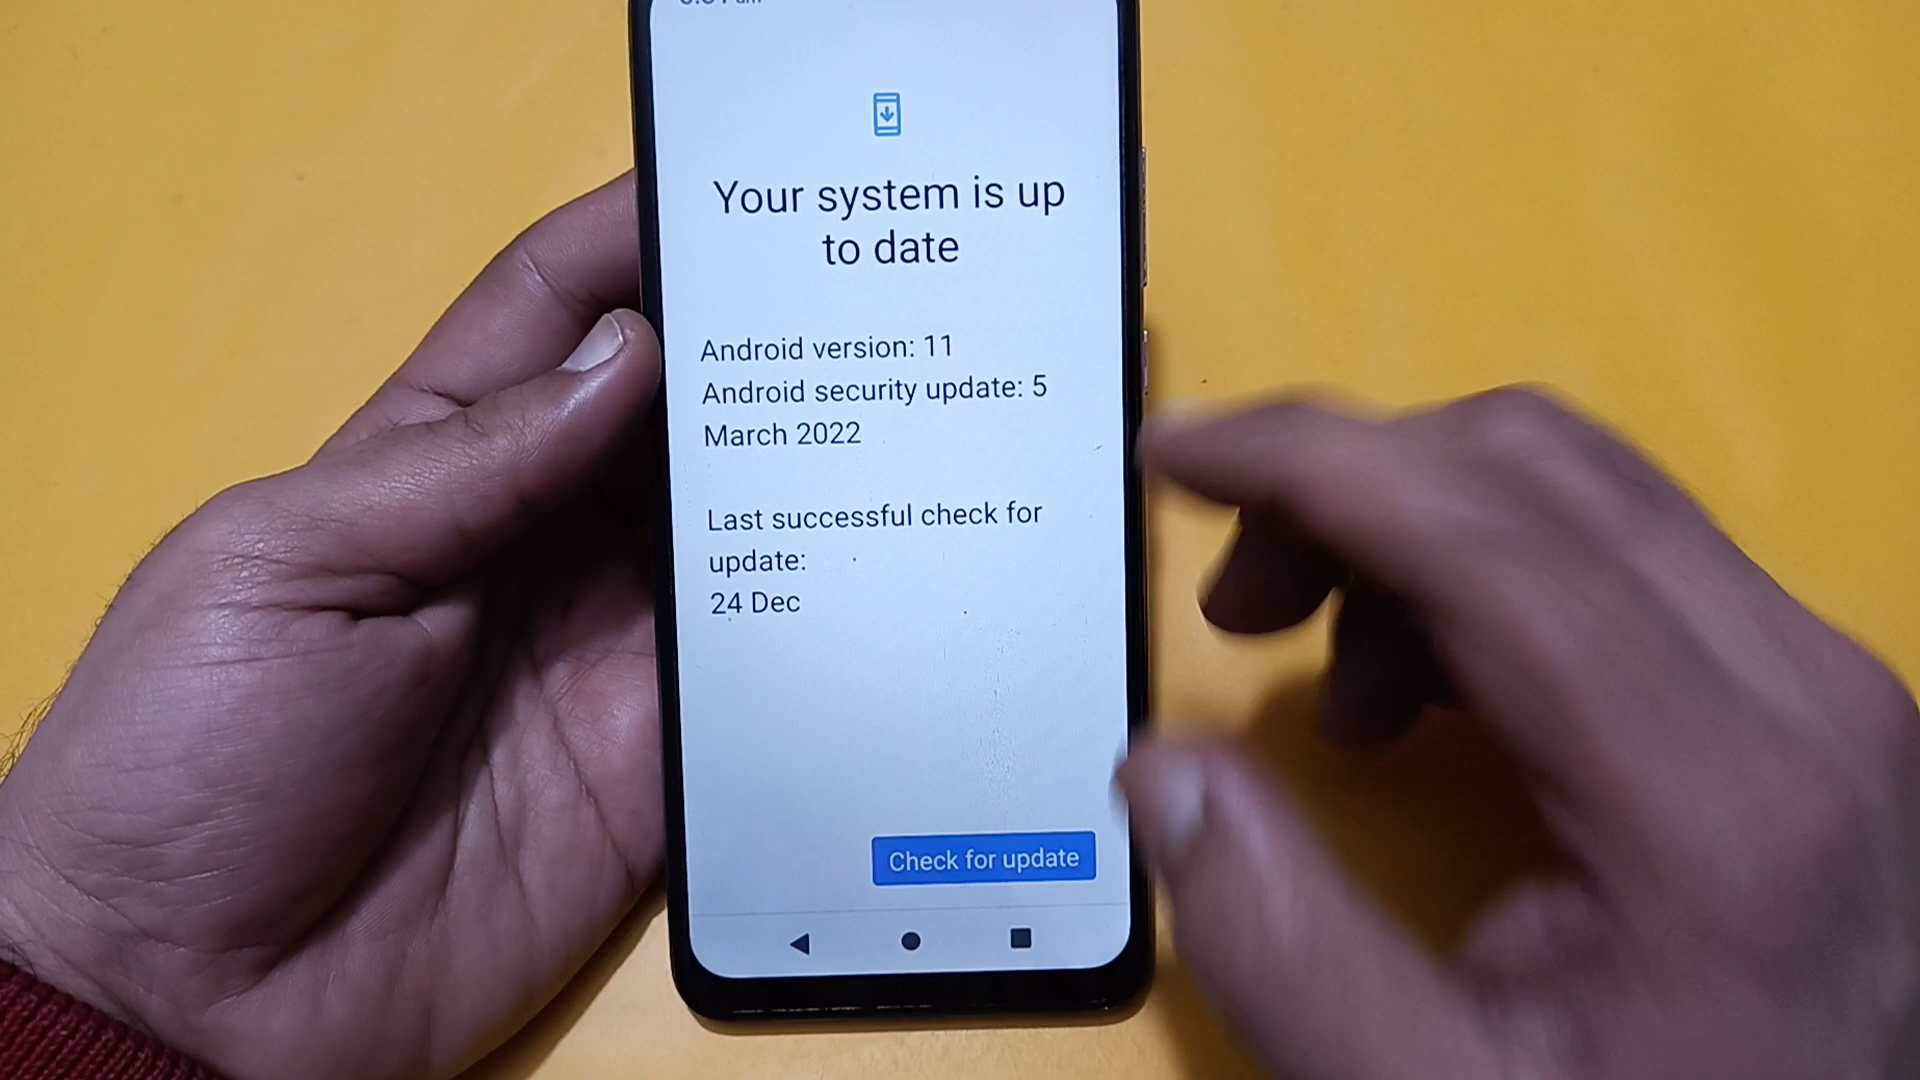 Your system is up
to date
Android version: 11
Android security update: 5
March 2022
Last successful check for
update:
24 Dec
Check for update